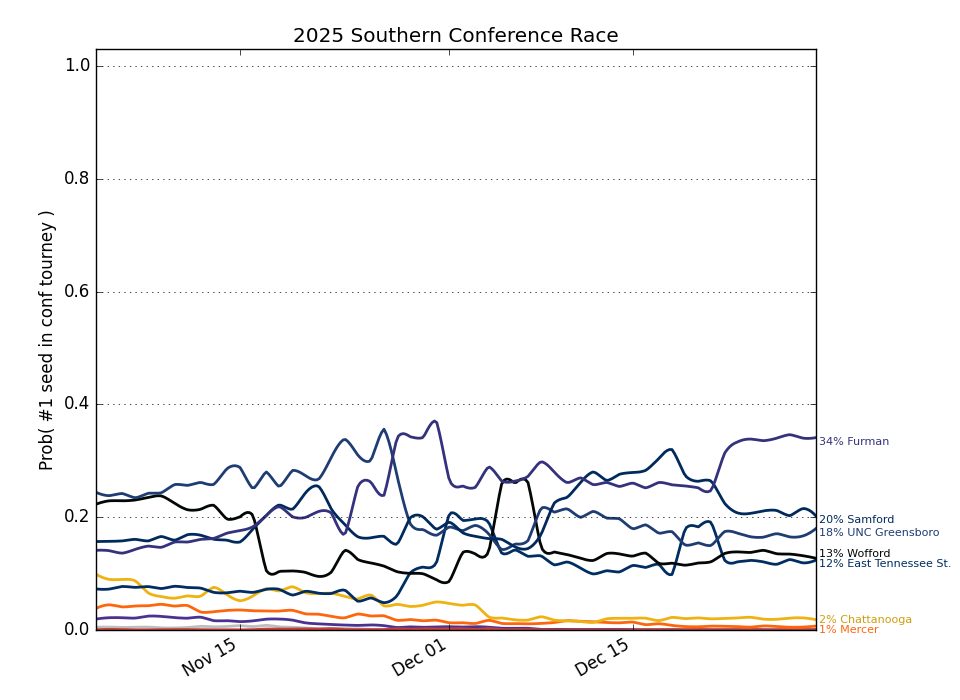 2025 Southern Conference Race
Prob( #1 seed in conf tourney )
1.0
0.8
0.6
0.4
0.2
0.0
Nov 15
Dec 01
Dec 15
34% Furman
20% Samford
18% UNC Greensboro
13% Wofford
12% East Tennessee St.
2% Chattanooga
1% Mercer